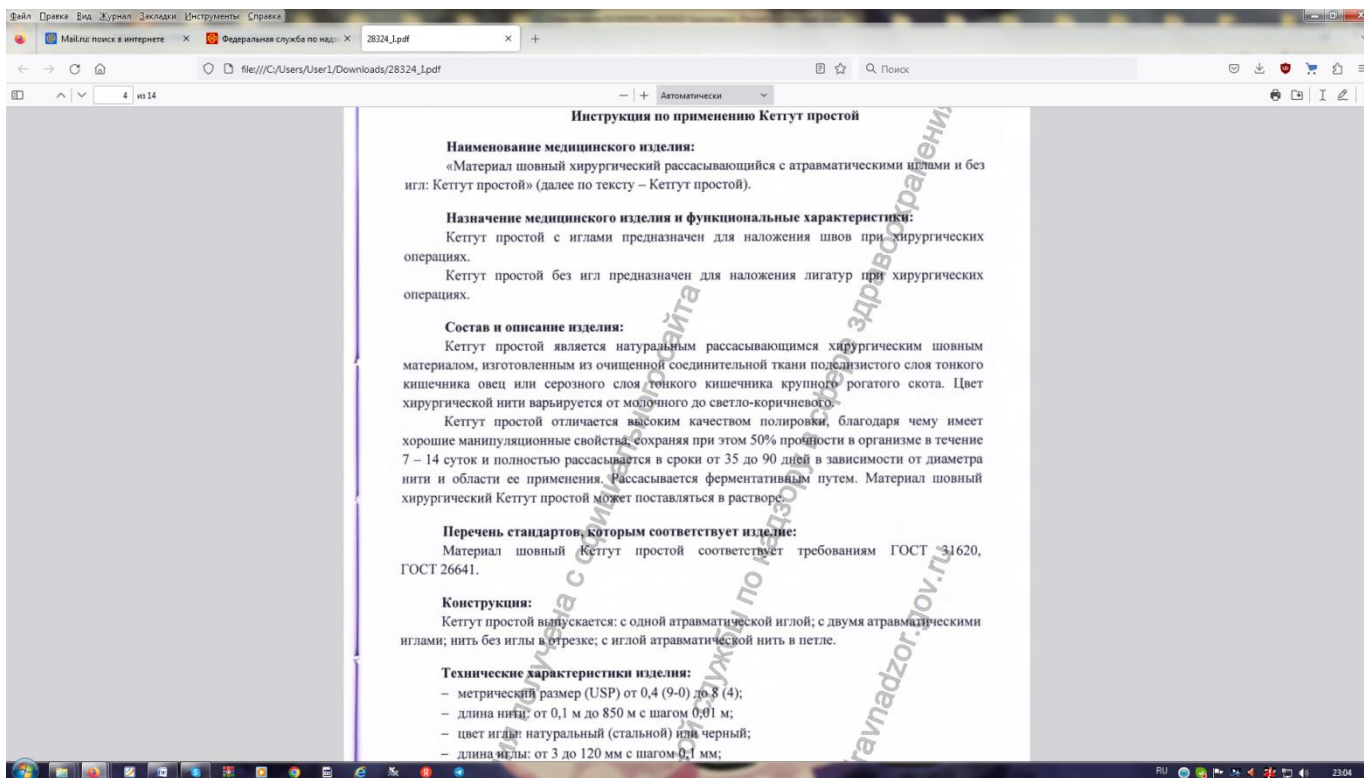 Файл Правка Вид Журнал Закладки Инструменты Справка
Mail.ru: поиск в интернете
Федеральная служба по надз
28324_I.pdf
file:///C:/Users/User1/Downloads/28324_I.pdf
Поиск
4 из 14
Автоматически
Инструкция по применению Кетгут простой
Наименование медицинского изделия:
«Материал шовный хирургический рассасывающийся с атравматическими иглами и без
игл: Кетгут простой» (далее по тексту – Кетгут простой).
Назначение медицинского изделия и функциональные характеристики:
Кетгут простой с иглами предназначен для наложения швов при хирургических
операциях.
Кетгут простой без игл предназначен для наложения лигатур при хирургических
операциях.
Состав и описание изделия:
Кетгут простой является натуральным рассасывающимся хирургическим шовным
материалом, изготовленным из очищенной соединительной ткани подслизистого слоя тонкого
кишечника овец или серозного слоя тонкого кишечника крупного рогатого скота. Цвет
хирургической нити варьируется от молочного до светло-коричневого.
Кетгут простой отличается высоким качеством полировки, благодаря чему имеет
хорошие манипуляционные свойства, сохраняя при этом 50% прочности в организме в течение
7 – 14 суток и полностью рассасывается в сроки от 35 до 90 дней в зависимости от диаметра
нити и области ее применения. Рассасывается ферментативным путем. Материал шовный
хирургический Кетгут простой может поставляться в растворе.
Перечень стандартов, которым соответствует изделие:
Материал шовный Кетгут простой соответствует требованиям ГОСТ 31620,
ГОСТ 26641.
Конструкция:
Кетгут простой выпускается: с одной атравматической иглой; с двумя атравматическими
иглами; нить без иглы в отрезке; с иглой атравматической нить в петле.
Технические характеристики изделия:
– метрический размер (USP) от 0,4 (9-0) до 8 (4);
– длина нити: от 0,1 м до 850 м с шагом 0,01 м;
– цвет иглы: натуральный (стальной) или черный;
– длина иглы: от 3 до 120 мм с шагом 0,1 мм;
получена с официального сайта
службы по надзору в сфере здравоохранения
ravnadzor.gov.ru
RU
23:04